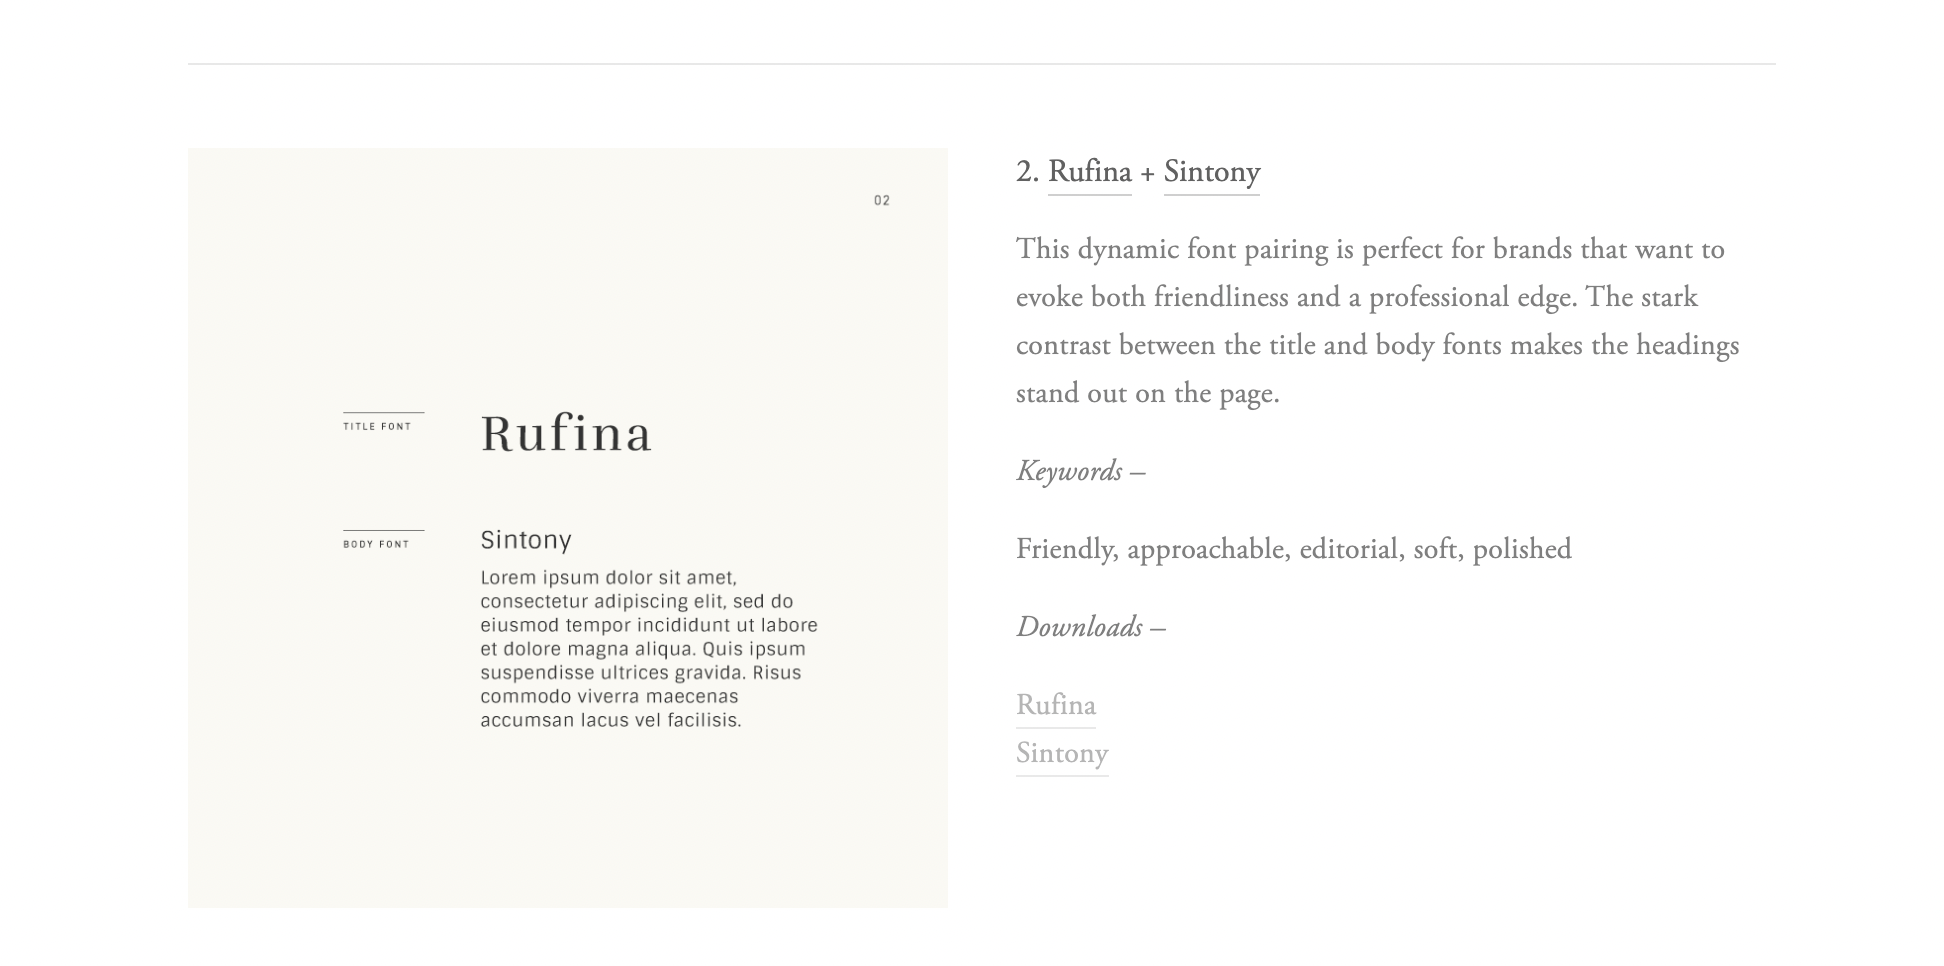 02
TITLE FONT
Rufina
BODY FONT
Sintony
Lorem ipsum dolor sit amet,
consectetur adipiscing elit, sed do
eiusmod tempor incididunt ut labore
et dolore magna aliqua. Quis ipsum
suspendisse ultrices gravida. Risus
commodo viverra maecenas
accumsan lacus vel facilisis.
2. Rufina + Sintony
This dynamic font pairing is perfect for brands that want to
evoke both friendliness and a professional edge. The stark
contrast between the title and body fonts makes the headings
stand out on the page.
Keywords –
Friendly, approachable, editorial, soft, polished
Downloads –
Rufina
Sintony